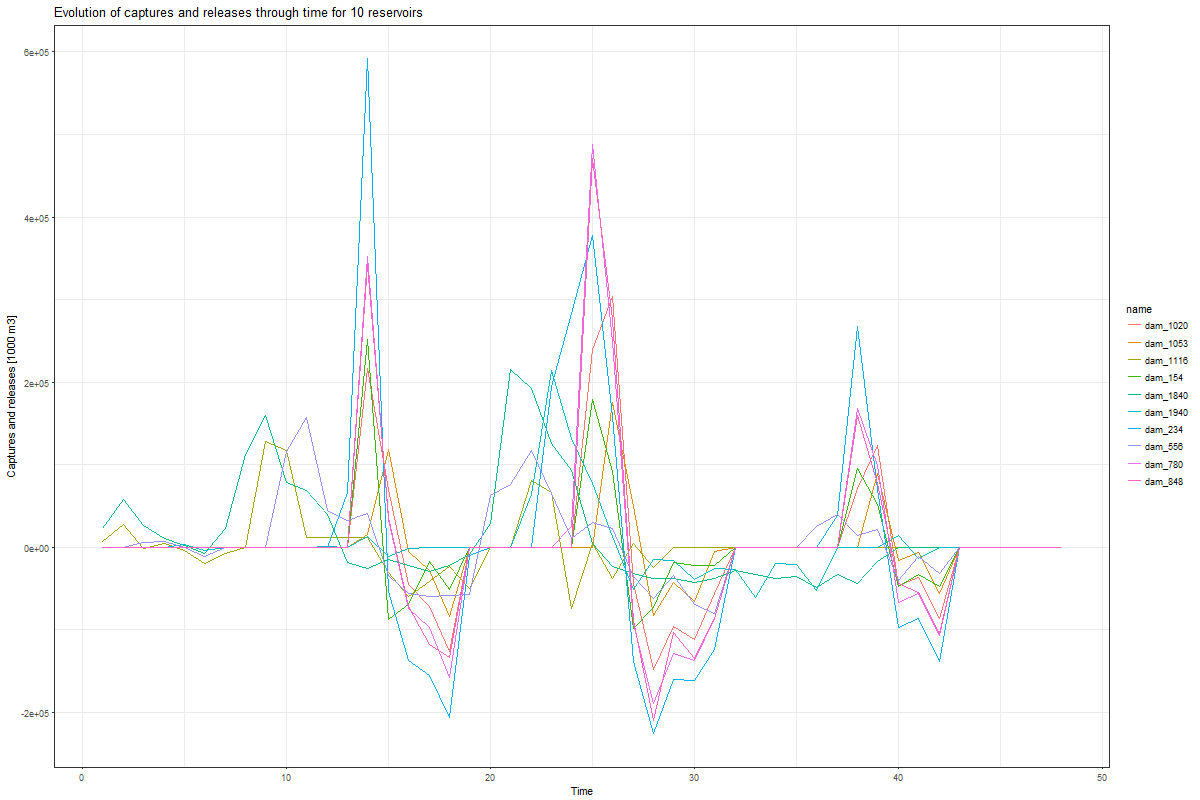 Evolution of captures and releases through time for 10 reservoirs
6e+05
4e+05
2e+05
0e+00
-2e+05
Captures and releases [1000 m3]
0
10
20
30
40
50
Time
name
dam_1020
dam_1053
dam_1116
dam_154
dam_1840
dam_1940
dam_234
dam_556
dam_780
dam_848